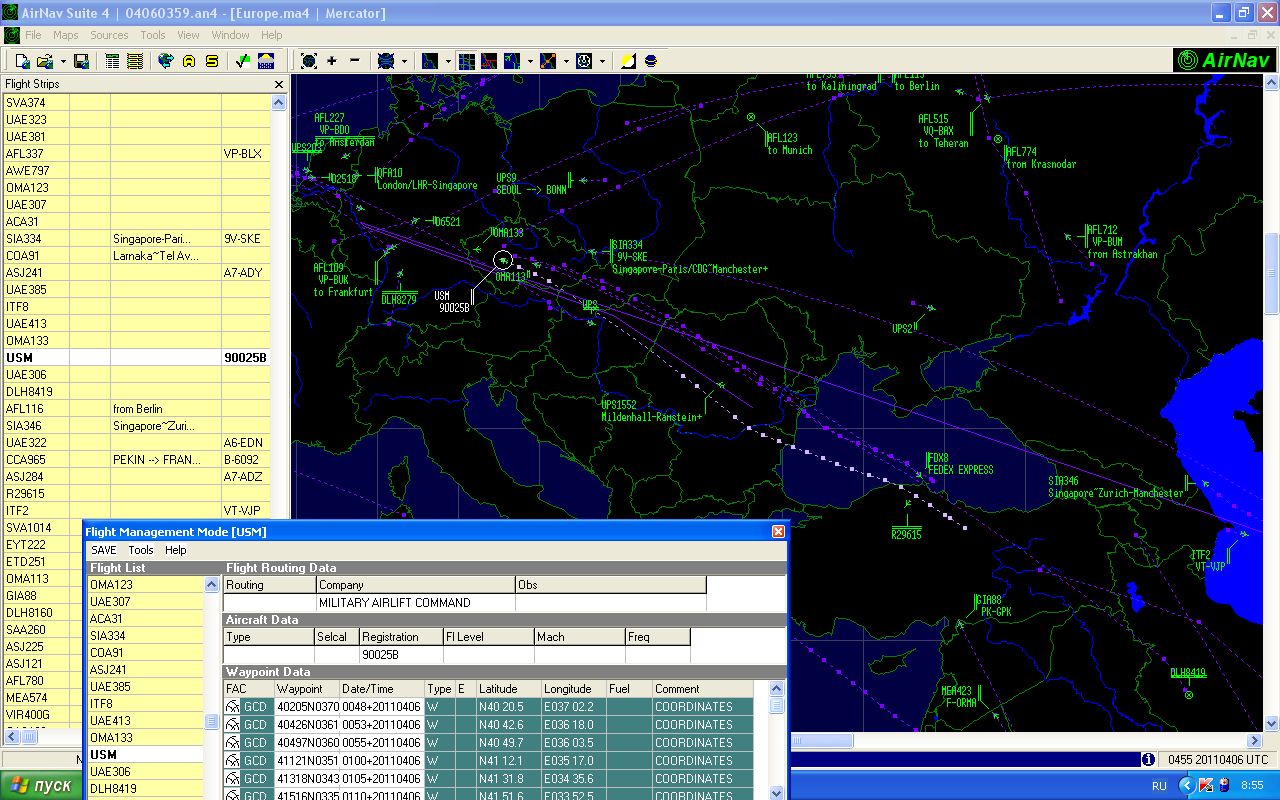 AirNav Suite 4 | 04060359.an4 - [Europe.ma4 | Mercator]
File Maps Sources Tools View Window Help
AirNav
Flight Strips
SVA374
UAE323
UAE381
AFL337 VP-BLX
AWE797
OMA123
UAE307
ACA31
SIA334 Singapore-Pari... 9V-SKE
COA91 Larnaka~Tel Av...
ASJ241 A7-ADY
UAE385
ITF8
UAE413
OMA133
USM 90025B
UAE306
DLH8419
AFL116 from Berlin
SIA346 Singapore~Zuri...
UAE322 A6-EDN
CCA965 PEKIN --> FRAN... B-6092
ASJ284 A7-ADZ
R29615
ITF2 VT-VJP
SVA1014
EYT222
ETD251
OMA113
GIA88
DLH8160
SAA260
ASJ225
ASJ121
AFL780
MEA574
VIR400G
to Kaliningrad
to Berlin
AFL227
VP-BDO
to Amsterdam
AFL123
to Munich
AFL515
VQ-BAX
to Teheran
AFL774
from Krasnodar
O2518
QFA10
London/LHR-Singapore
UPS9
SEOUL --> BONN
O6521
OMA133
SIA334
9V-SKE
Singapore-Paris/CDG~Manchester+
AFL712
VP-BUM
from Astrakhan
AFL109
VP-BUK
to Frankfurt
DLH8279
OMA113
USM
90025B
UPS
UPS2
UPS1552
Mildenhall-Ramstein+
FDX8
FEDEX EXPRESS
SIA346
Singapore~Zurich-Manchester
R29615
ITF2
VT-VJP
GIA88
PK-GPK
DLH8419
MEA423
F-ORMA
Flight Management Mode [USM]
SAVE Tools Help
Flight List
OMA123
UAE307
ACA31
SIA334
COA91
ASJ241
UAE385
ITF8
UAE413
OMA133
USM
UAE306
DLH8419
Flight Routing Data
Routing Company Obs
MILITARY AIRLIFT COMMAND
Aircraft Data
Type Selcal Registration Fl Level Mach Freq
90025B
Waypoint Data
FAC Waypoint Date/Time Type E Latitude Longitude Fuel Comment
GCD 40205N0370 0048+20110406 W N40 20.5 E037 02.2 COORDINATES
GCD 40426N0361 0053+20110406 W N40 42.6 E036 18.0 COORDINATES
GCD 40497N0360 0055+20110406 W N40 49.7 E036 03.5 COORDINATES
GCD 41121N0351 0100+20110406 W N41 12.1 E035 17.0 COORDINATES
GCD 41318N0343 0105+20110406 W N41 31.8 E034 35.6 COORDINATES
GCD 41516N0335 0110+20110406 W N41 51.6 E033 52.5 COORDINATES
0455 20110406 UTC
пуск
RU
8:55